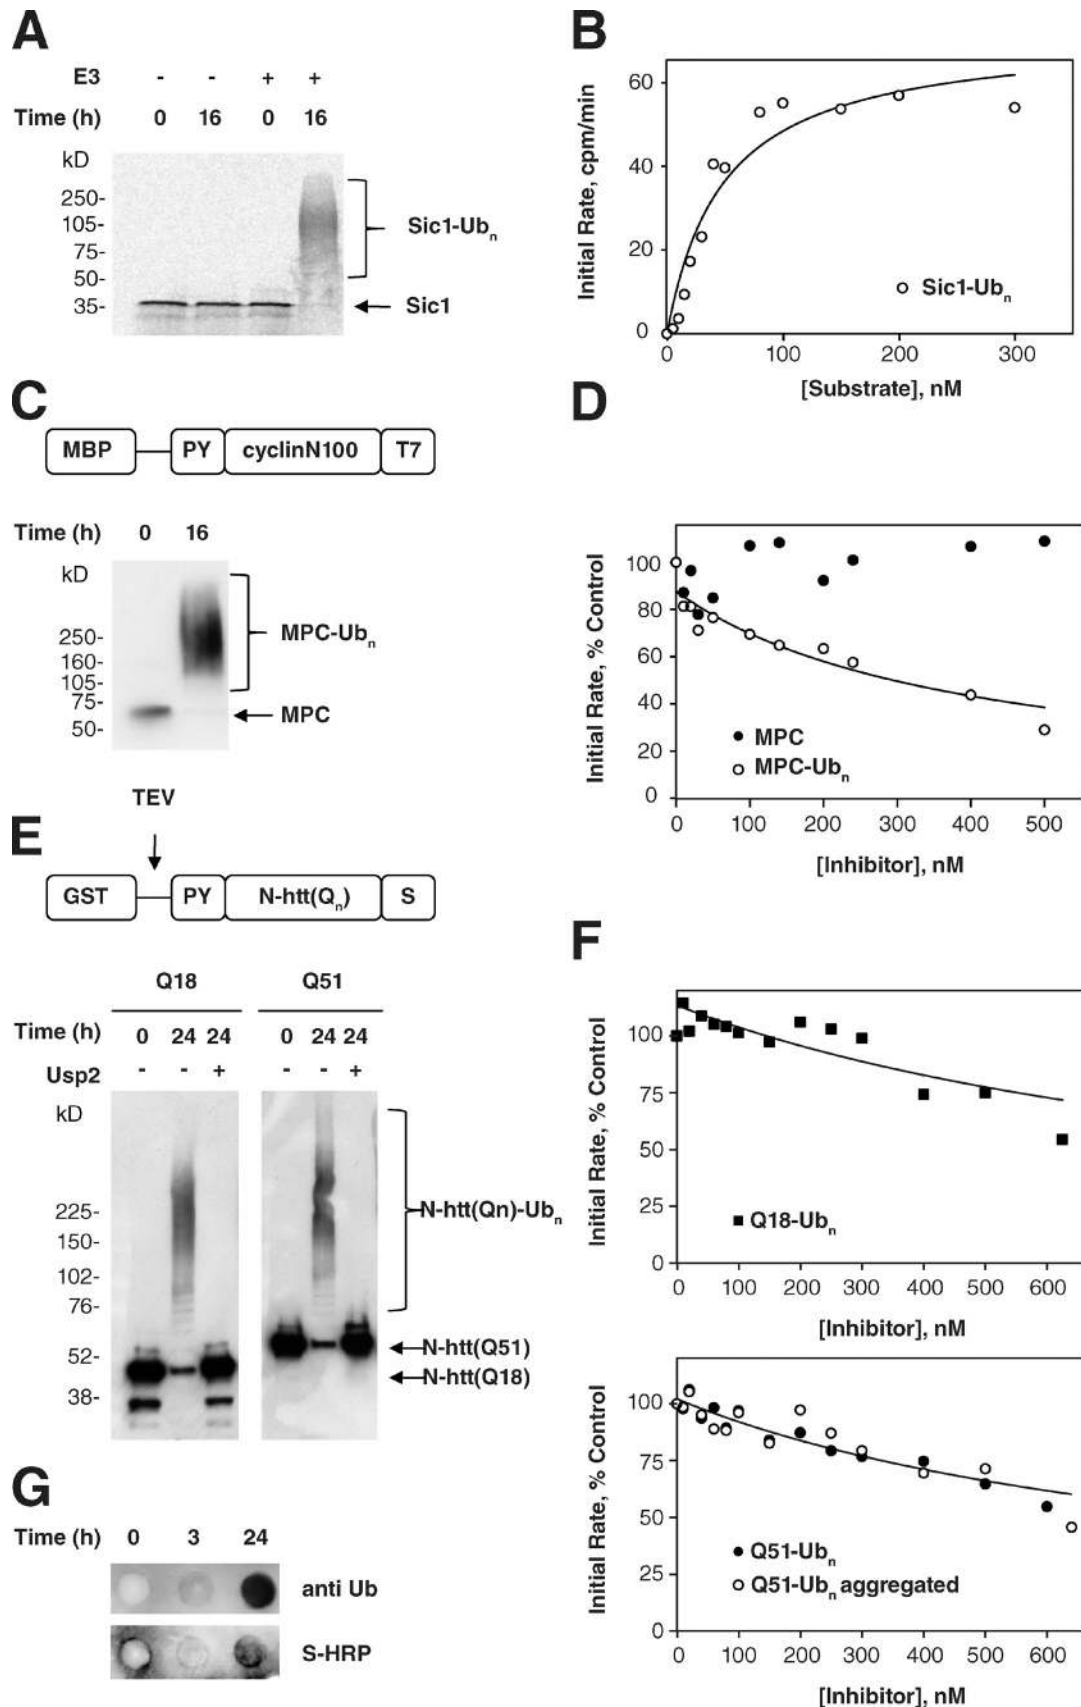 A
E3 - - + +
Time (h) 0 16 0 16
kD
250-
105-
75-
50-
35-
Sic1-Ubn
Sic1
B
Initial Rate, cpm/min
60
40
20
0
0 100 200 300
Sic1-Ubn
[Substrate], nM
C
MBP PY cyclinN100 T7
Time (h) 0 16
kD
250-
160-
105-
75-
50-
MPC-Ubn
MPC
D
Initial Rate, % Control
100
80
60
40
20
0
MPC
MPC-Ubn
0 100 200 300 400 500
[Inhibitor], nM
TEV
E
GST PY N-htt(Qn) S
Q18 Q51
Time (h) 0 24 24 0 24 24
Usp2 - - + - - +
kD
225-
150-
102-
76-
52-
38-
N-htt(Qn)-Ubn
N-htt(Q51)
N-htt(Q18)
F
Initial Rate, % Control
100
75
50
25
0
Q18-Ubn
0 100 200 300 400 500 600
[Inhibitor], nM
Initial Rate, % Control
100
75
50
25
0
Q51-Ubn
Q51-Ubn aggregated
0 100 200 300 400 500 600
[Inhibitor], nM
G
Time (h) 0 3 24
anti Ub
S-HRP